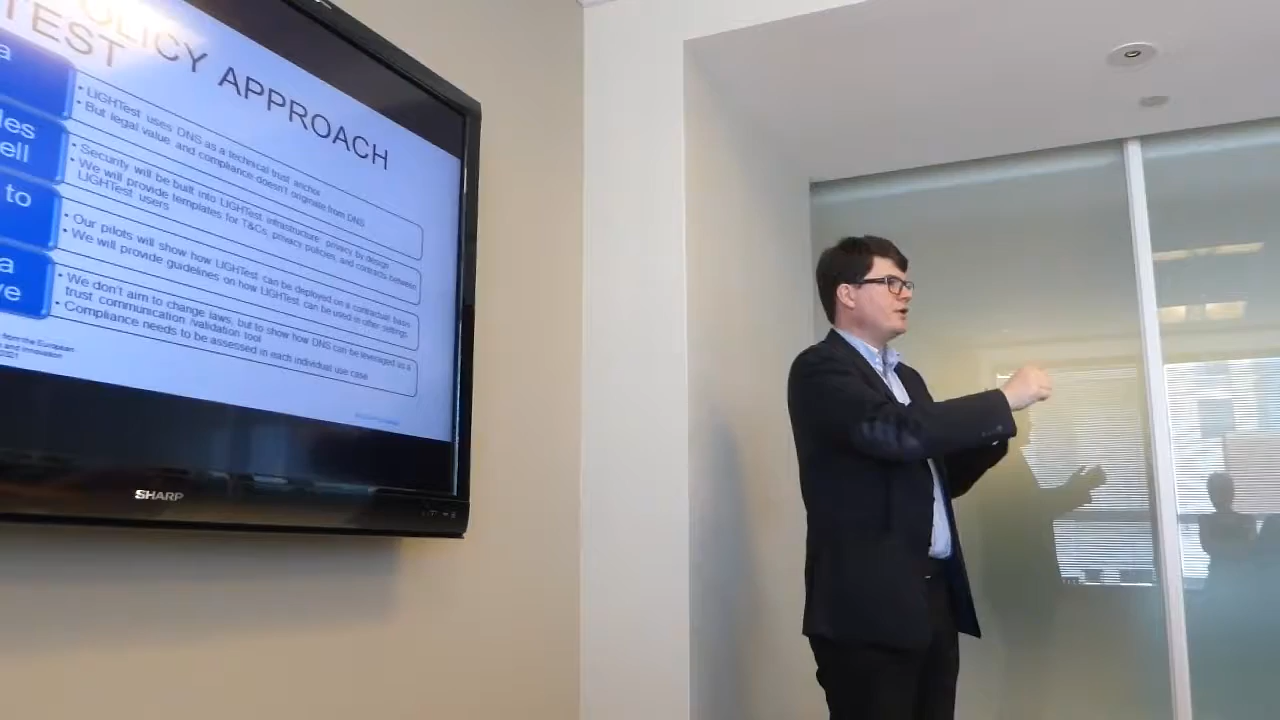 POLICY APPROACH
TEST
a
• LIGHTest uses DNS as a technical trust anchor
• But legal value, and compliance doesn't originate from DNS
les
ell
• Security will be built into LIGHTest infrastructure: privacy by design
• We will provide templates for T&Cs, privacy policies, and contracts between
LIGHTest users
to
• Our pilots will show how LIGHTest can be deployed on a contractual basis
• We will provide guidelines on how LIGHTest can be used in other settings
a
ve
• We don't aim to change laws, but to show how DNS can be leveraged as a
trust communication /validation tool
• Compliance needs to be assessed in each individual use case
from the European
and innovation
SHARP